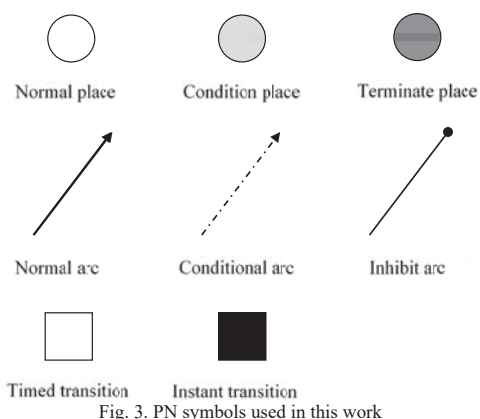 Normal place Condition place Terminate place
Normal arc Conditional arc Inhibit arc
Timed transition Instant transition
Fig. 3. PN symbols used in this work